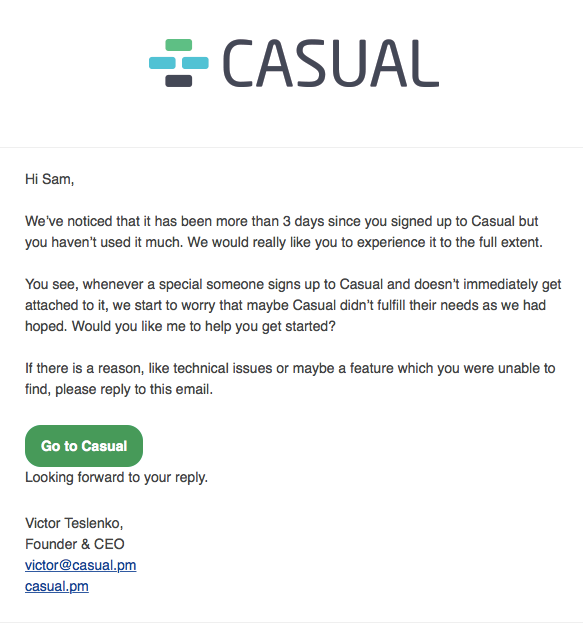 CASUAL
Hi Sam,
We’ve noticed that it has been more than 3 days since you signed up to Casual but
you haven’t used it much. We would really like you to experience it to the full extent.
You see, whenever a special someone signs up to Casual and doesn’t immediately get
attached to it, we start to worry that maybe Casual didn’t fulfill their needs as we had
hoped. Would you like me to help you get started?
If there is a reason, like technical issues or maybe a feature which you were unable to
find, please reply to this email.
Go to Casual
Looking forward to your reply.
Victor Teslenko,
Founder & CEO
victor@casual.pm
casual.pm